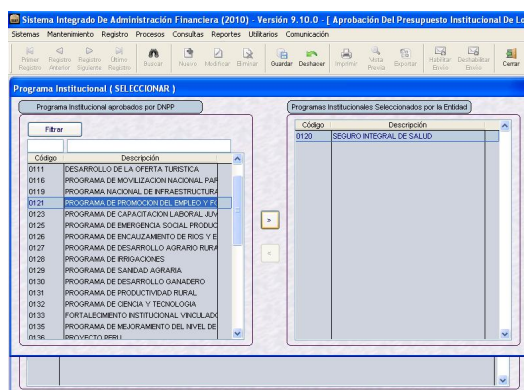 Sistema Integrado De Administración Financiera (2010) - Versión 9.10.0 - [ Aprobación Del Presupuesto Institucional De Lo
Sistemas Mantenimiento Registro Procesos Consultas Reportes Utilitarios Comunicación
Primer Registro
Registro Anterior
Registro Siguiente
Último Registro
Buscar
Nuevo
Modificar
Eliminar
Guardar
Deshacer
Imprimir
Vista Previa
Exportar
Habilitar Envío
Deshabilitar Envío
Cerrar
Programa Institucional ( SELECCIONAR )
Programa Institucional aprobados por DNPP
Filtrar
Código Descripción
0111 DESARROLLO DE LA OFERTA TURISTICA
0116 PROGRAMA DE MOVILIZACION NACIONAL PAR
0119 PROGRAMA NACIONAL DE INFRAESTRUCTURA
0121 PROGRAMA DE PROMOCION DEL EMPLEO Y FO
0123 PROGRAMA DE CAPACITACION LABORAL JUV
0125 PROGRAMA DE EMERGENCIA SOCIAL PRODUC
0126 PROGRAMA DE ENCAUZAMIENTO DE RIOS Y E
0127 PROGRAMA DE DESARROLLO AGRARIO RURA
0128 PROGRAMA DE IRRIGACIONES
0129 PROGRAMA DE SANIDAD AGRARIA
0130 PROGRAMA DE DESARROLLO GANADERO
0131 PROGRAMA DE PRODUCTIVIDAD RURAL
0132 PROGRAMA DE CIENCIA Y TECNOLOGIA
0133 FORTALECIMIENTO INSTITUCIONAL VINCULADO
0135 PROGRAMA DE MEJORAMIENTO DEL NIVEL DE
0136 PROYECTO PERU
>
<
Programas Institucionales Seleccionados por la Entidad
Código Descripción
0120 SEGURO INTEGRAL DE SALUD